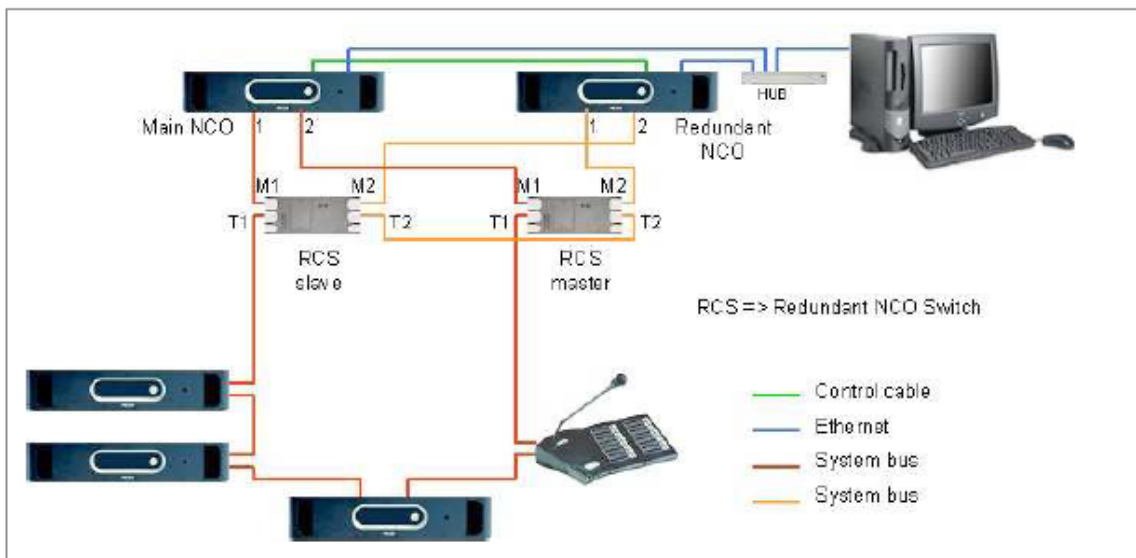 HUB
Main NCO
1
2
1
2
Redundant
NCO
M1
M2
M1
M2
T1
T2
T1
T2
RCS
slave
RCS
master
RCS => Redundant NCO Switch
Control cable
Ethernet
System bus
System bus